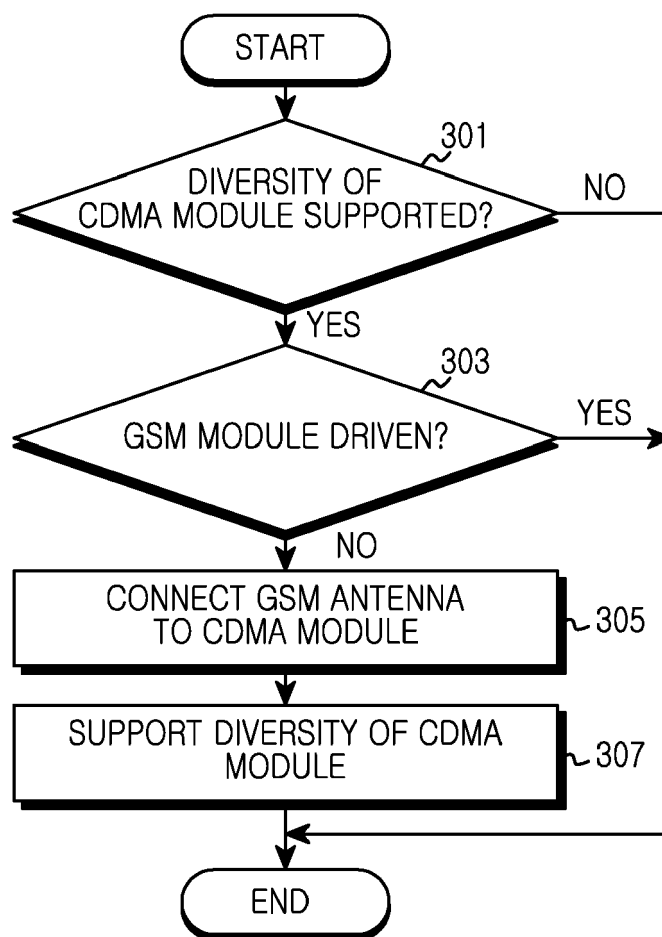 START
301
DIVERSITY OF
CDMA MODULE SUPPORTED?
NO
YES
303
GSM MODULE DRIVEN?
YES
NO
CONNECT GSM ANTENNA
TO CDMA MODULE
305
SUPPORT DIVERSITY OF CDMA
MODULE
307
END